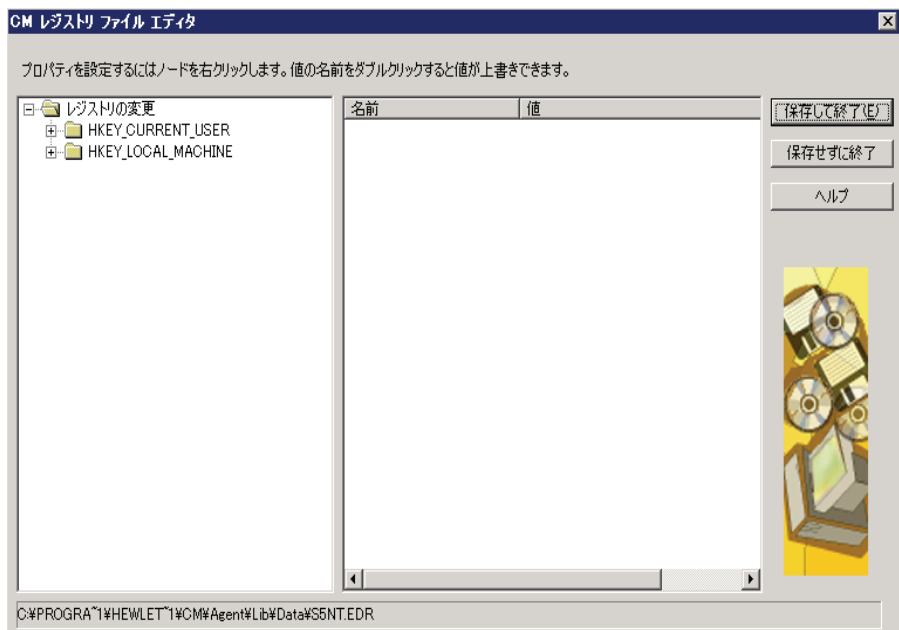 CM レジストリ ファイル エディタ
プロパティを設定するにはノードを右クリックします。値の名前をダブルクリックすると値が上書きできます。
レジストリの変更
HKEY_CURRENT_USER
HKEY_LOCAL_MACHINE
名前 値
保存して終了(E)
保存せずに終了
ヘルプ
C:¥PROGRA~1¥HEWLET~1¥CM¥Agent¥Lib¥Data¥S5NT.EDR